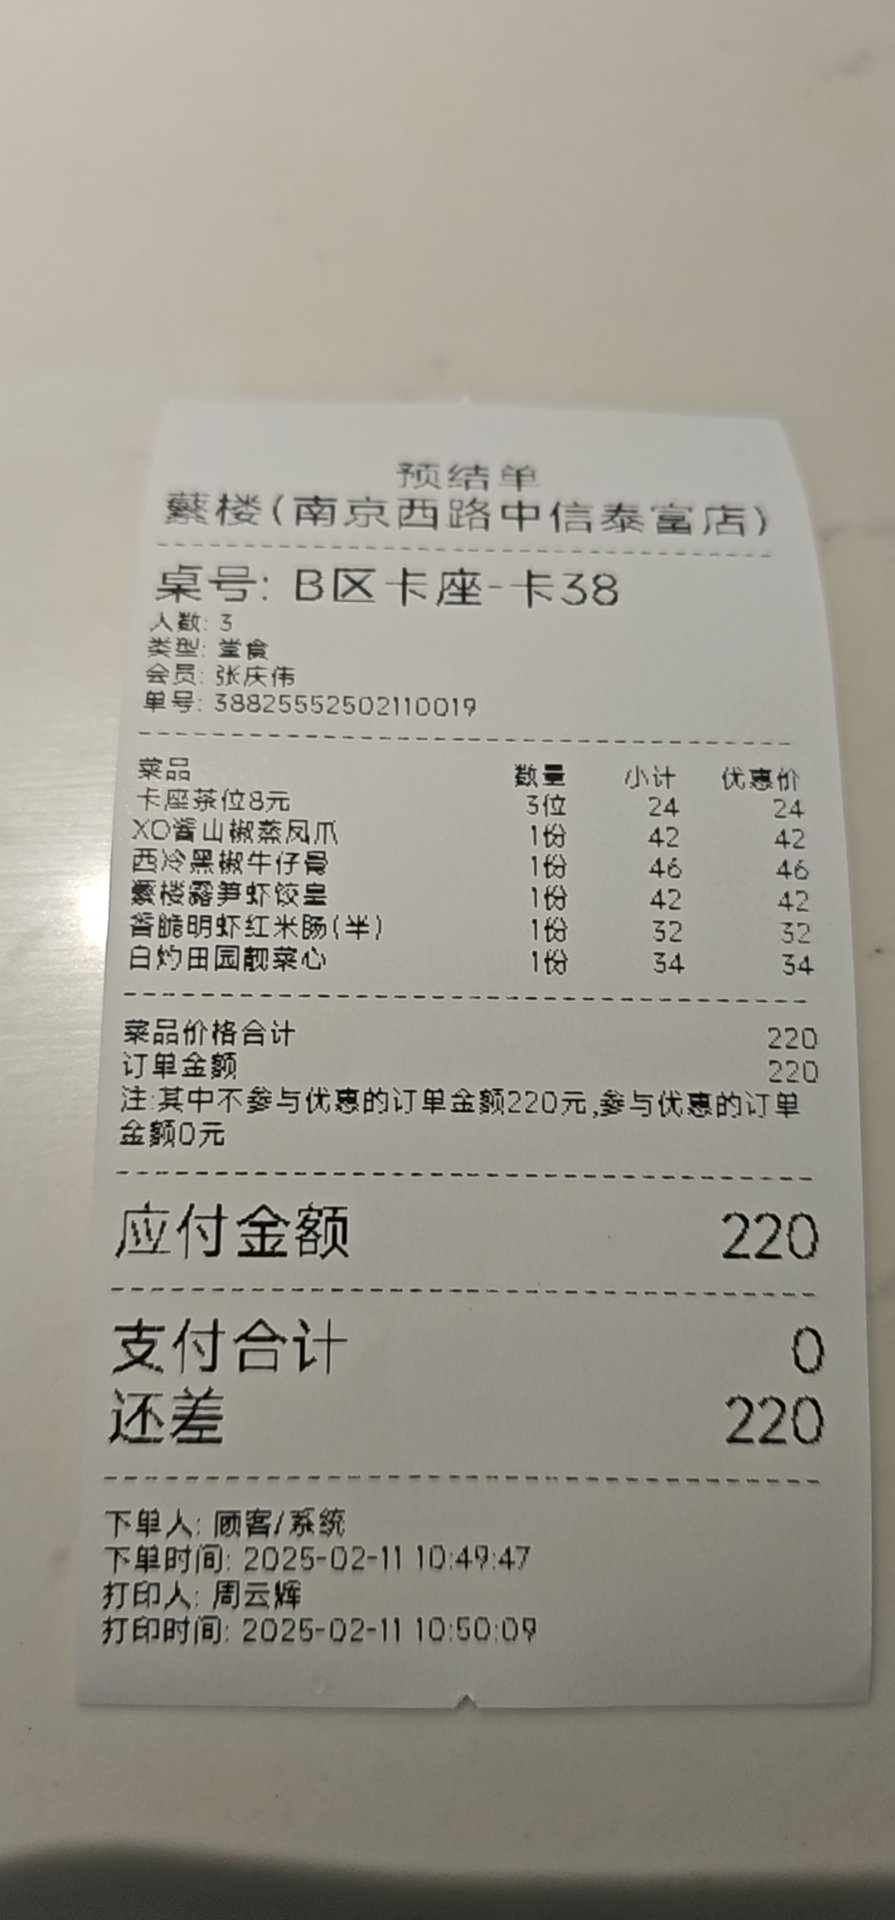 预结单
蘩楼(南京西路中信泰富店)
桌号: B区卡座-卡38
人数: 3
类型: 堂食
会员: 张庆伟
单号: 38825552502110019
菜品 数量 小计 优惠价
卡座茶位8元 3位 24 24
XO酱山椒蒸凤爪 1份 42 42
西冷黑椒牛仔骨 1份 46 46
蘩楼露笋虾饺皇 1份 42 42
香脆明虾红米肠(半) 1份 32 32
白灼田园靓菜心 1份 34 34
菜品价格合计 220
订单金额 220
注:其中不参与优惠的订单金额220元,参与优惠的订单
金额0元
应付金额 220
支付合计 0
还差 220
下单人: 顾客/系统
下单时间: 2025-02-11 10:49:47
打印人: 周云辉
打印时间: 2025-02-11 10:50:09